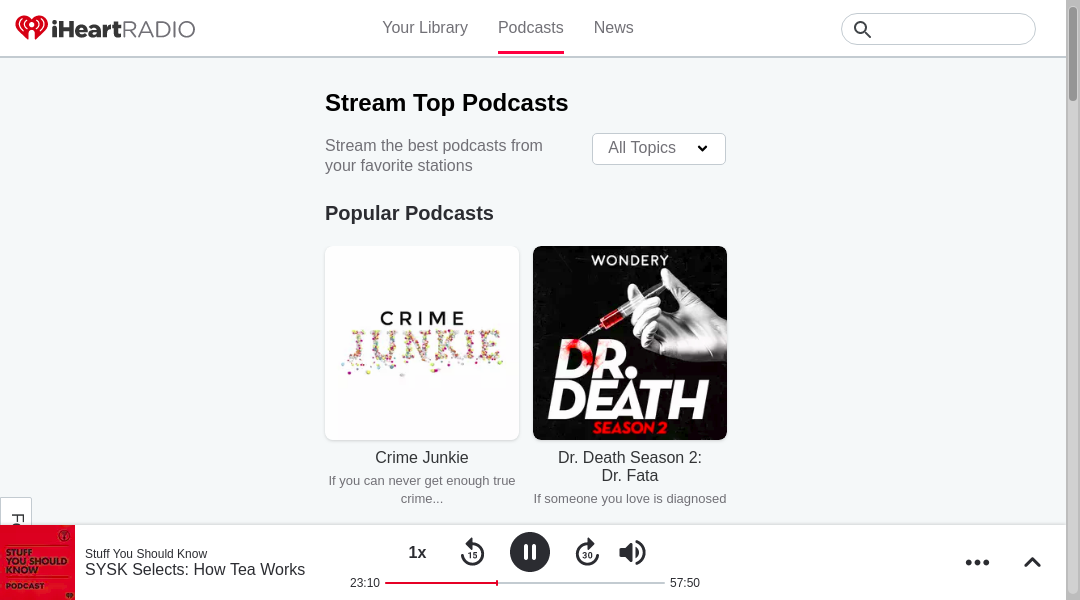 iHeartRADIO
Your Library
Podcasts
News
Stream Top Podcasts
Stream the best podcasts from
your favorite stations
All Topics
Popular Podcasts
CRIME
JUNKIE
WONDERY
DR.
DEATH
SEASON 2
Crime Junkie
If you can never get enough true
crime...
Dr. Death Season 2:
Dr. Fata
If someone you love is diagnosed
STUFF
YOU SHOULD
KNOW
PODCAST
Stuff You Should Know
SYSK Selects: How Tea Works
1x
15
30
23:10
57:50